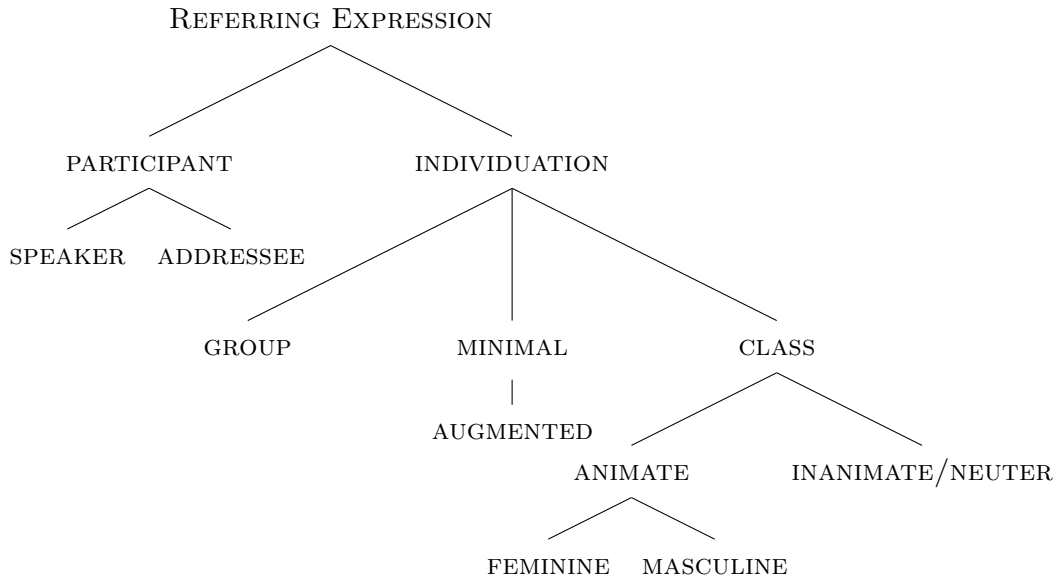 REFERRING EXPRESSION
PARTICIPANT INDIVIDUATION
SPEAKER ADDRESSEE
GROUP MINIMAL CLASS
AUGMENTED
ANIMATE INANIMATE/NEUTER
FEMININE MASCULINE